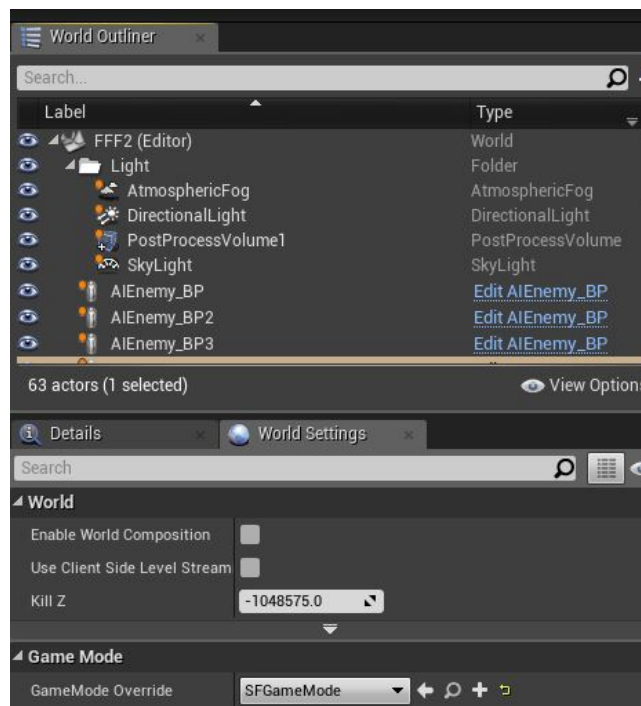 World Outliner
Search...
Label Type
FFF2 (Editor) World
Light Folder
AtmosphericFog AtmosphericFog
DirectionalLight DirectionalLight
PostProcessVolume1 PostProcessVolume
SkyLight SkyLight
AIEnemy_BP Edit AIEnemy_BP
AIEnemy_BP2 Edit AIEnemy_BP
AIEnemy_BP3 Edit AIEnemy_BP
63 actors (1 selected) View Options
Details World Settings
Search
World
Enable World Composition
Use Client Side Level Stream
Kill Z -1048575.0
Game Mode
GameMode Override SFGameMode